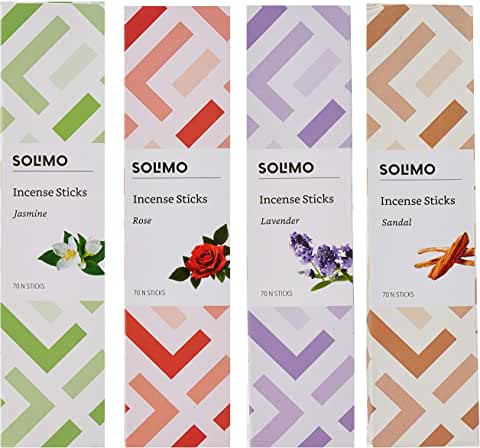 SOLIMO
Incense Sticks
Jasmine
70 N STICKS
SOLIMO
Incense Sticks
Rose
70 N STICKS
SOLIMO
Incense Sticks
Lavender
70 N STICKS
SOLIMO
Incense Sticks
Sandal
70 N STICKS